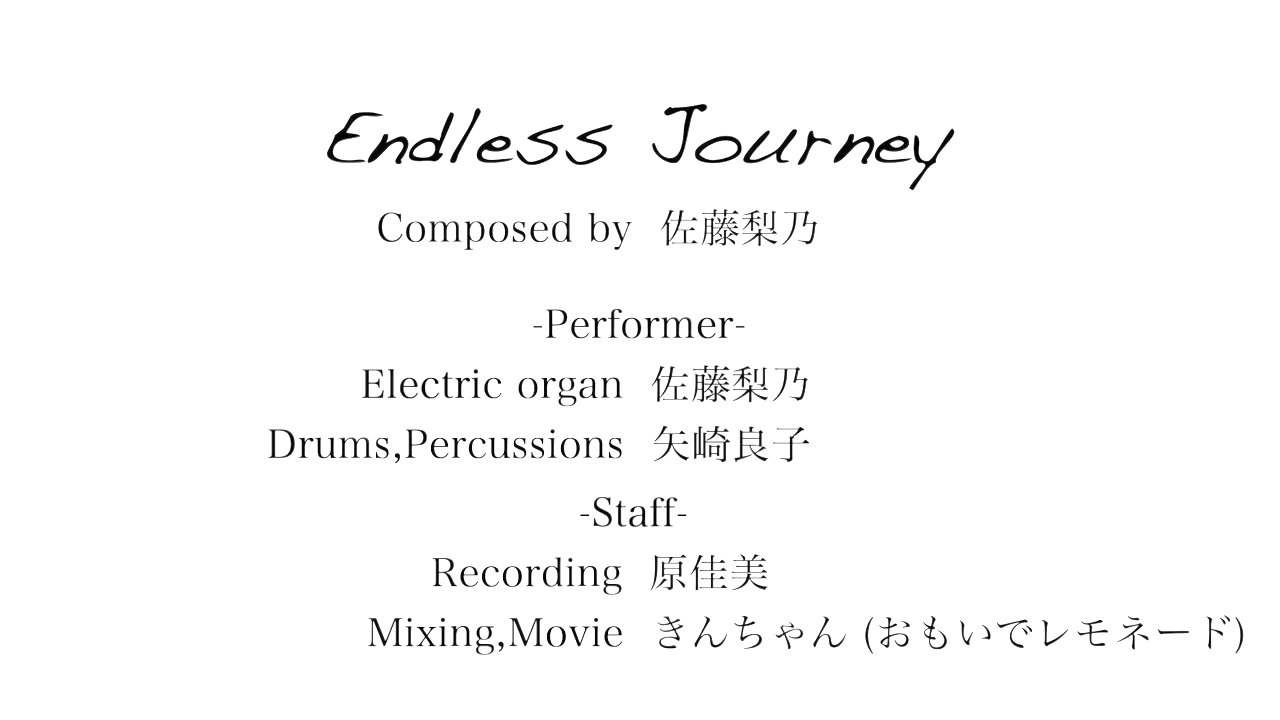 Endless Journey
Composed by 佐藤梨乃
-Performer-
Electric organ 佐藤梨乃
Drums,Percussions 矢崎良子
-Staff-
Recording 原佳美
Mixing,Movie きんちゃん (おもいでレモネード)